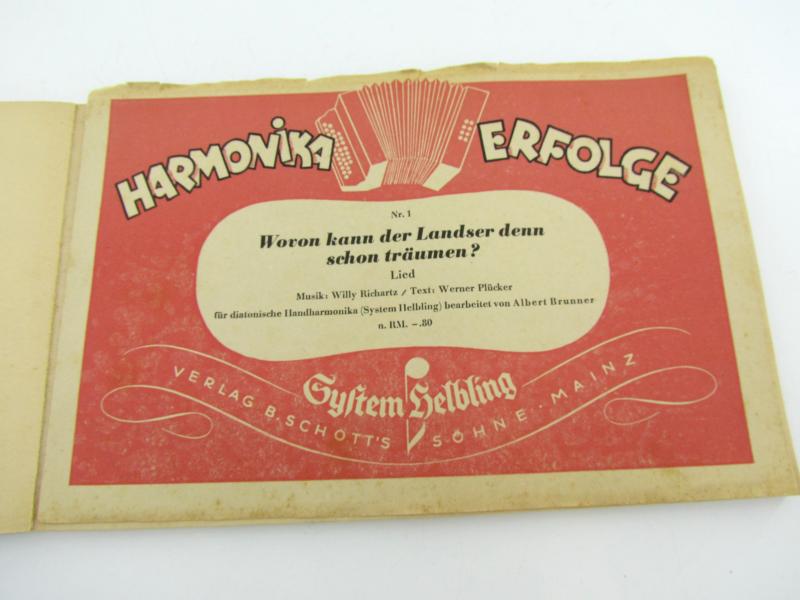 HARMONIKA ERFOLGE
Nr. 1
Wovon kann der Landser denn
schon träumen?
Lied
Musik: Willy Richartz / Text: Werner Plücker
für diatonische Handharmonika (System Helbling) bearbeitet von Albert Brunner
n. RM. -.80
System Helbling
VERLAG B. SCHOTT'S SÖHNE · MAINZ